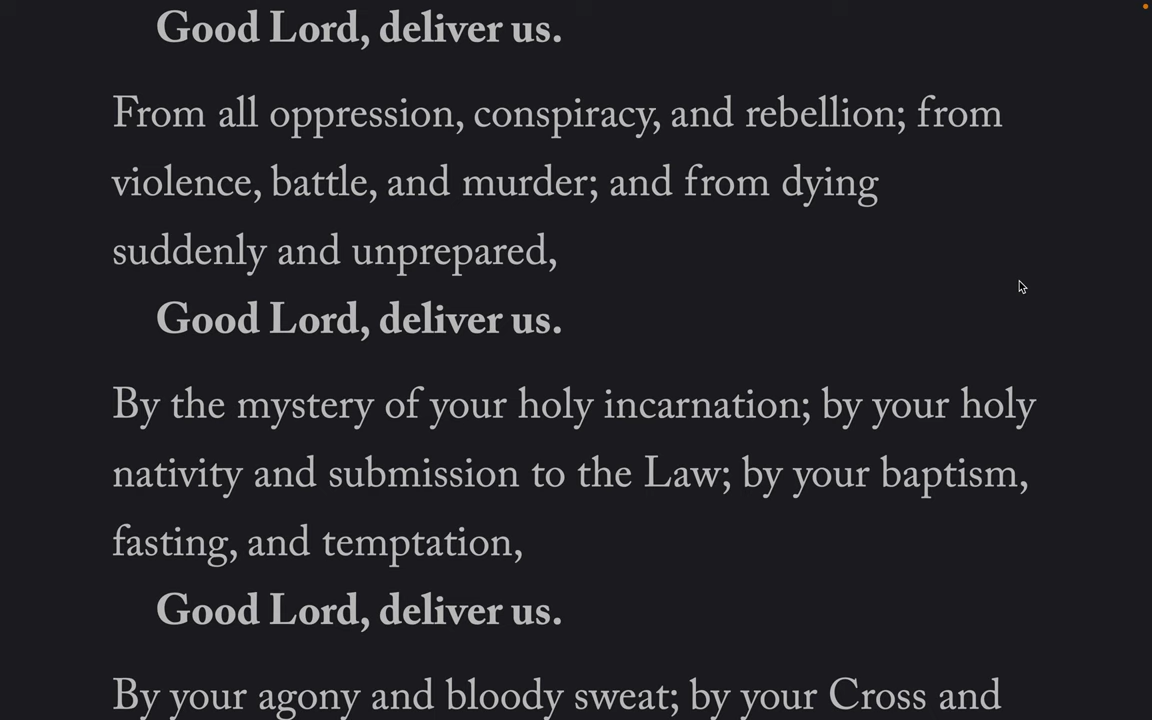 Good Lord, deliver us.
From all oppression, conspiracy, and rebellion; from
violence, battle, and murder; and from dying
suddenly and unprepared,
Good Lord, deliver us.
By the mystery of your holy incarnation; by your holy
nativity and submission to the Law; by your baptism,
fasting, and temptation,
Good Lord, deliver us.
By your agony and bloody sweat; by your Cross and